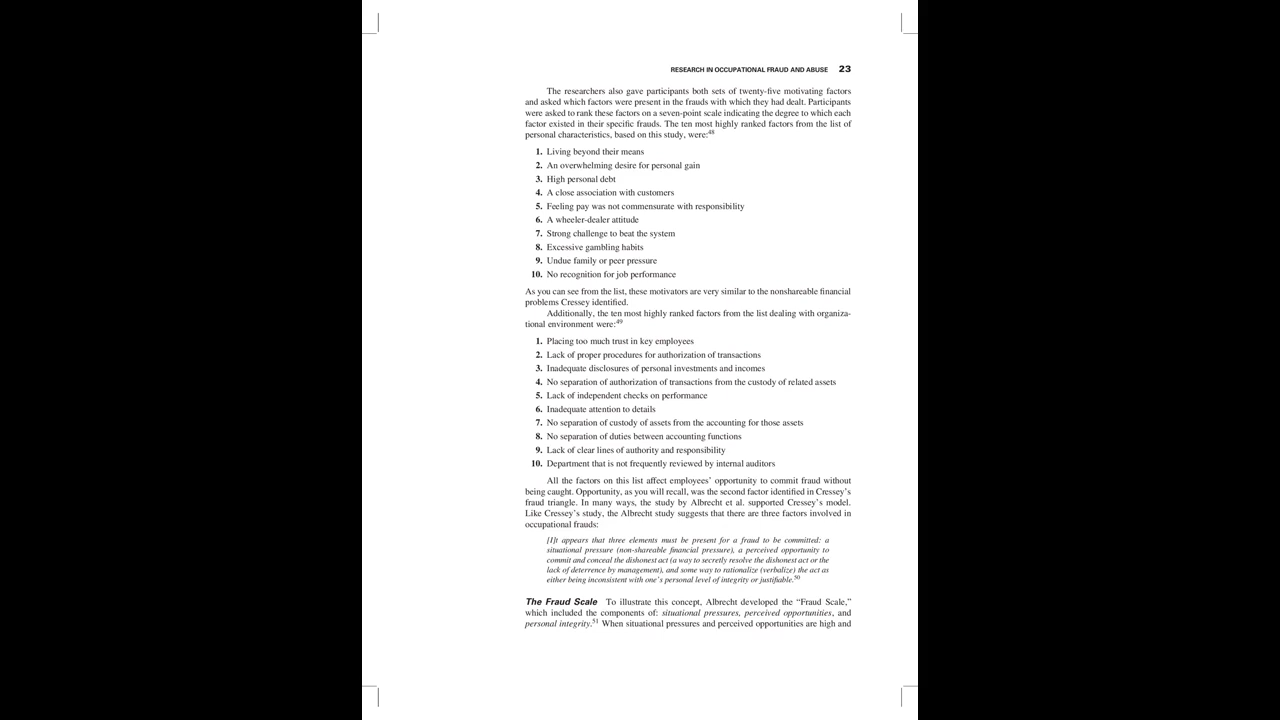 RESEARCH IN OCCUPATIONAL FRAUD AND ABUSE 23
The researchers also gave participants both sets of twenty-five motivating factors
and asked which factors were present in the frauds with which they had dealt. Participants
were asked to rank these factors on a seven-point scale indicating the degree to which each
factor existed in their specific frauds. The ten most highly ranked factors from the list of
personal characteristics, based on this study, were:48
1. Living beyond their means
2. An overwhelming desire for personal gain
3. High personal debt
4. A close association with customers
5. Feeling pay was not commensurate with responsibility
6. A wheeler-dealer attitude
7. Strong challenge to beat the system
8. Excessive gambling habits
9. Undue family or peer pressure
10. No recognition for job performance
As you can see from the list, these motivators are very similar to the nonshareable financial
problems Cressey identified.
Additionally, the ten most highly ranked factors from the list dealing with organiza-
tional environment were:49
1. Placing too much trust in key employees
2. Lack of proper procedures for authorization of transactions
3. Inadequate disclosures of personal investments and incomes
4. No separation of authorization of transactions from the custody of related assets
5. Lack of independent checks on performance
6. Inadequate attention to details
7. No separation of custody of assets from the accounting for those assets
8. No separation of duties between accounting functions
9. Lack of clear lines of authority and responsibility
10. Department that is not frequently reviewed by internal auditors
All the factors on this list affect employees' opportunity to commit fraud without
being caught. Opportunity, as you will recall, was the second factor identified in Cressey's
fraud triangle. In many ways, the study by Albrecht et al. supported Cressey's model.
Like Cressey's study, the Albrecht study suggests that there are three factors involved in
occupational frauds:
[I]t appears that three elements must be present for a fraud to be committed: a
situational pressure (non-shareable financial pressure), a perceived opportunity to
commit and conceal the dishonest act (a way to secretly resolve the dishonest act or the
lack of deterrence by management), and some way to rationalize (verbalize) the act as
either being inconsistent with one's personal level of integrity or justifiable.50
The Fraud Scale To illustrate this concept, Albrecht developed the "Fraud Scale,"
which included the components of: situational pressures, perceived opportunities, and
personal integrity.51 When situational pressures and perceived opportunities are high and